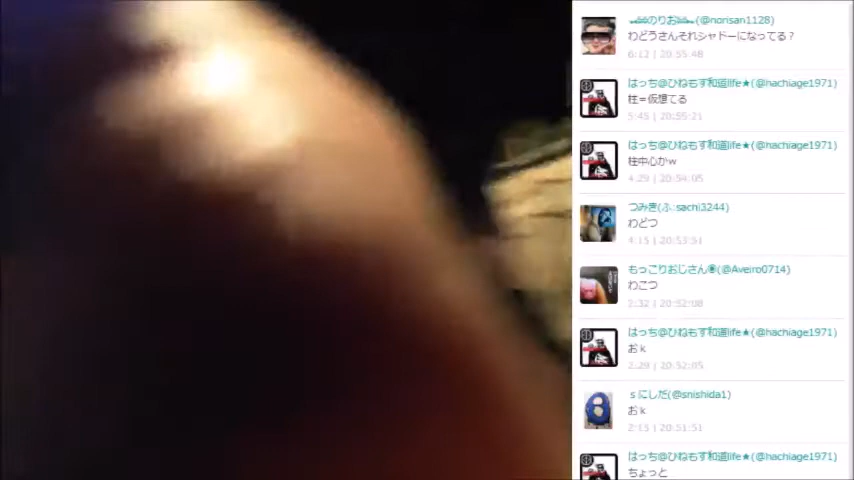 のりお (@norisan1128)
わどうさんそれシャドーになってる？
6:12 | 20:55:48
はっち@ひねもす和道life★(@hachiage1971)
柱＝仮想てる
5:45 | 20:55:21
はっち@ひねもす和道life★(@hachiage1971)
柱中心かw
4:29 | 20:54:05
つみき(ふ:sachi3244)
わどつ
4:15 | 20:53:51
もっこりおじさん(@Aveiro0714)
わこつ
2:32 | 20:52:08
はっち@ひねもす和道life★(@hachiage1971)
おｋ
2:29 | 20:52:05
ｓにしだ(@snishida1)
おｋ
2:15 | 20:51:51
はっち@ひねもす和道life★(@hachiage1971)
ちょっと